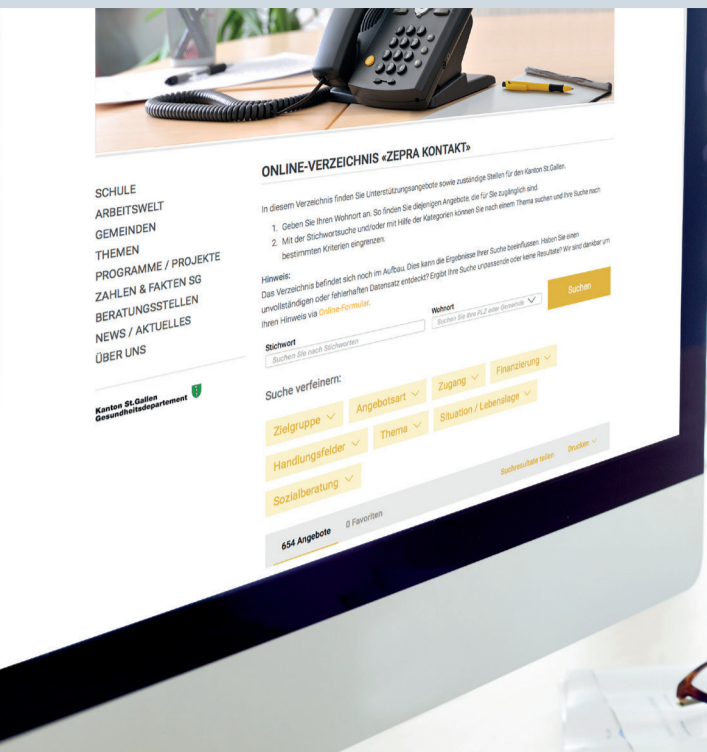 SCHULE
ARBEITSWELT
GEMEINDEN
THEMEN
PROGRAMME / PROJEKTE
ZAHLEN & FAKTEN SG
BERATUNGSSTELLEN
NEWS / AKTUELLES
ÜBER UNS
Kanton St.Gallen
Gesundheitsdepartement
ONLINE-VERZEICHNIS «ZEPRA KONTAKT»
In diesem Verzeichnis finden Sie Unterstützungsangebote sowie zuständige Stellen für den Kanton St.Gallen.
1. Geben Sie Ihren Wohnort an. So finden Sie diejenigen Angebote, die für Sie zugänglich sind
2. Mit der Stichwortsuche und/oder mit Hilfe der Kategorien können Sie nach einem Thema suchen und Ihre Suche nach
bestimmten Kriterien eingrenzen.
Hinweis:
Das Verzeichnis befindet sich noch im Aufbau. Dies kann die Ergebnisse Ihrer Suche beeinflussen. Haben Sie einen
unvollständigen oder fehlerhaften Datensatz entdeckt? Ergibt Ihre Suche unpassende oder keine Resultate? Wir sind dankbar um
Ihren Hinweis via Online-Formular.
Stichwort
Suchen Sie nach Stichworten
Wohnort
Suchen Sie Ihre PLZ oder Gemeinde
Suchen
Suche verfeinern:
Zielgruppe
Angebotsart
Zugang
Finanzierung
Handlungsfelder
Thema
Situation / Lebenslage
Sozialberatung
654 Angebote
0 Favoriten
Suchresultate teilen
Drucken